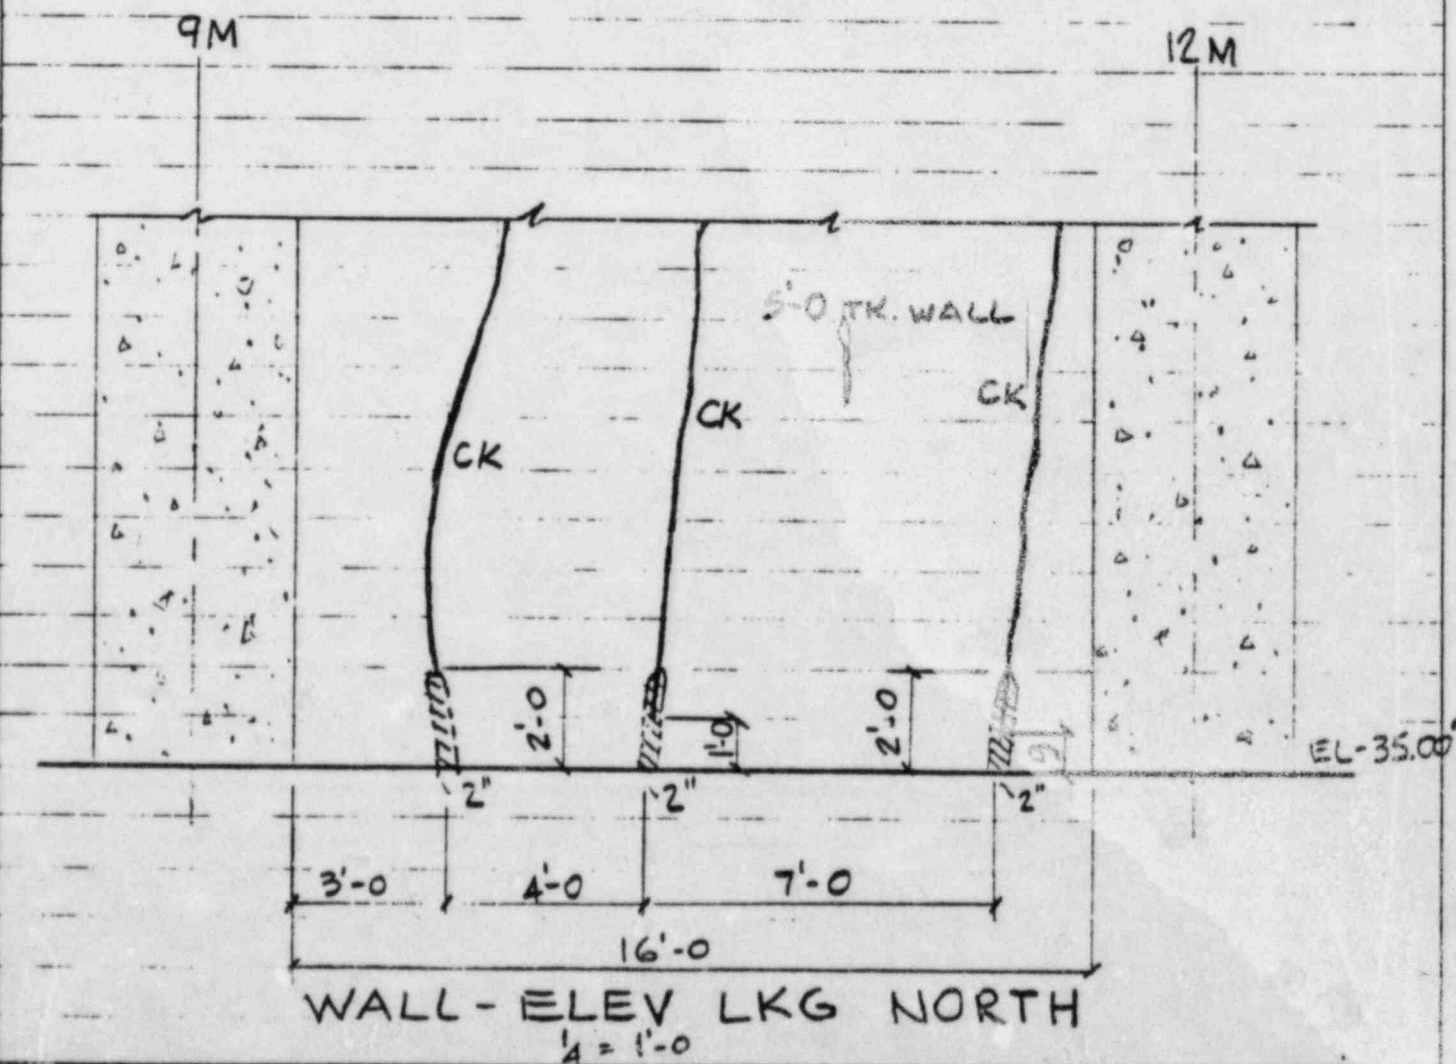 9M
12M
5'-0 TK. WALL
CK
CK
CK
2'-0
1'-0
2'-0
9"
EL-35.00'
2"
2"
2"
3'-0
4'-0
7'-0
16'-0
WALL - ELEV LKG NORTH
1/4 = 1'-0